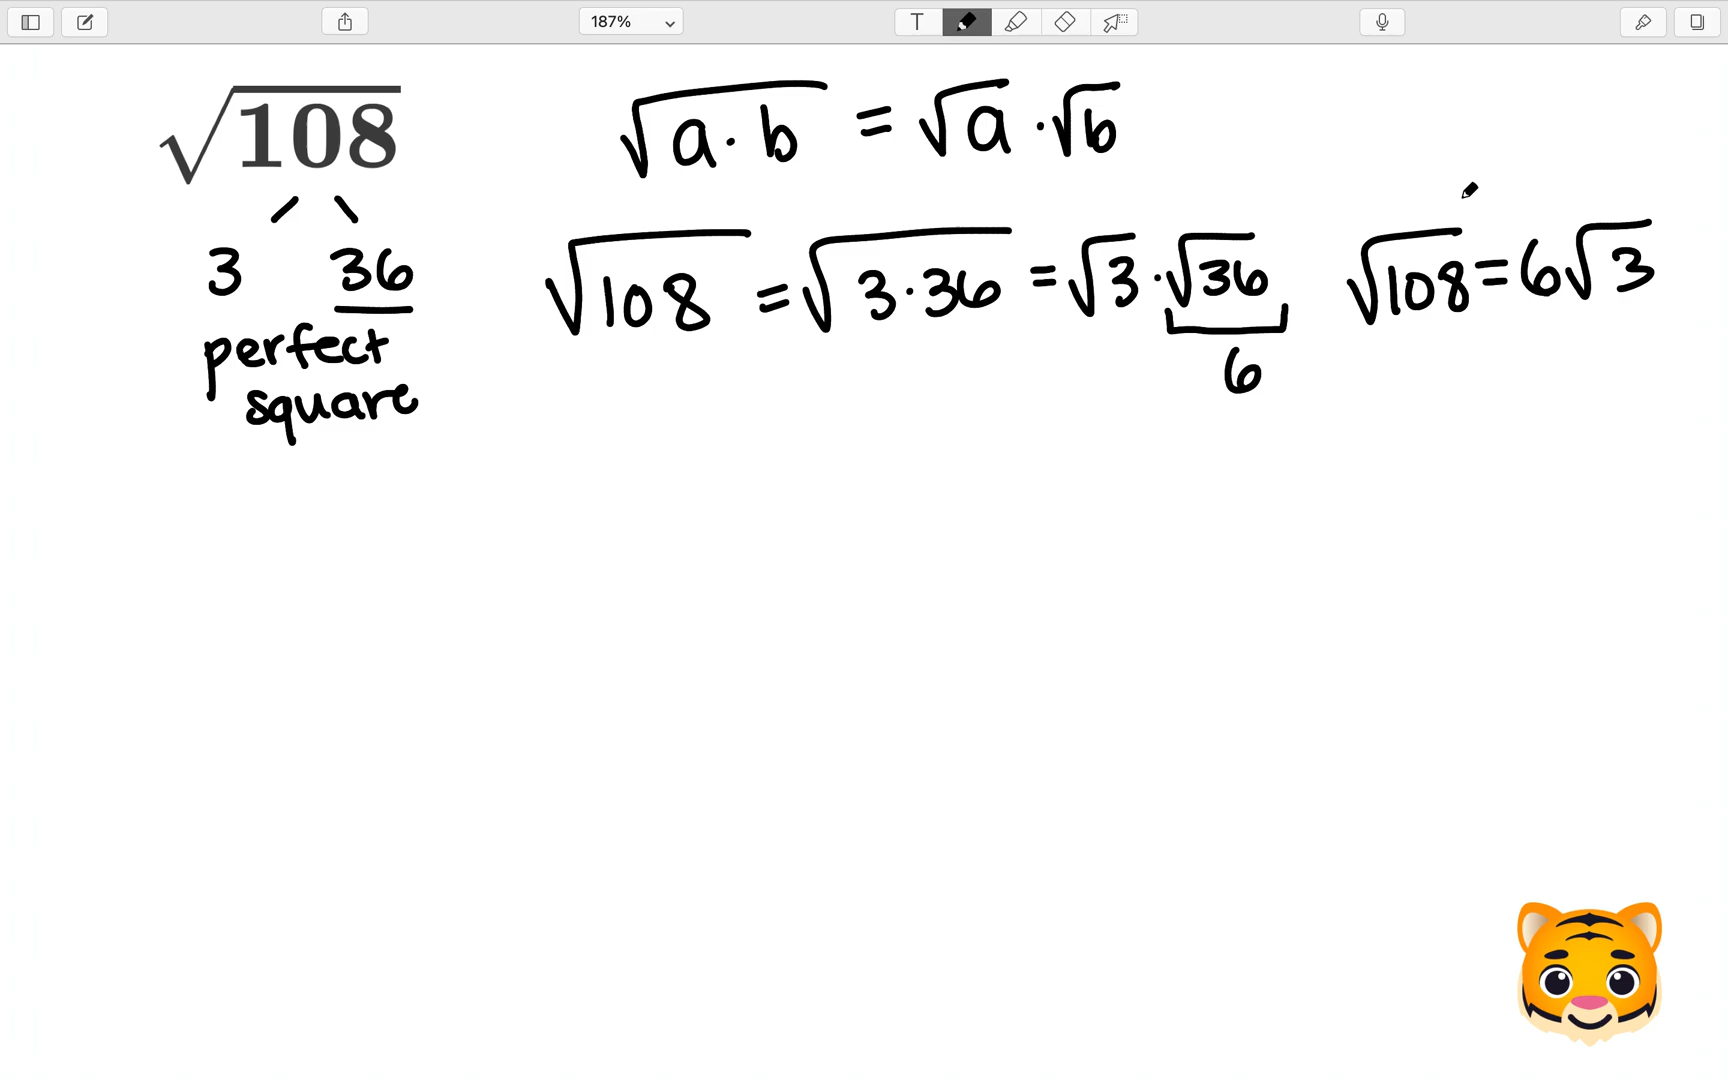 187%
T
√108
√a · b = √a · √b
3 36
√108 = √3 · 36 = √3 · √36
√108 = 6√3
6
perfect
square